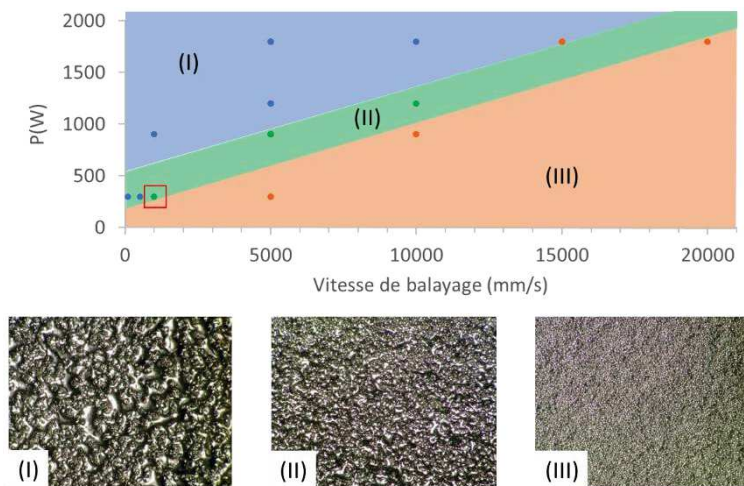 2000
(I)
1500
P(W)
1000
(II)
500
(III)
0
0 5000 10000 15000 20000
Vitesse de balayage (mm/s)
(I) (II) (III)